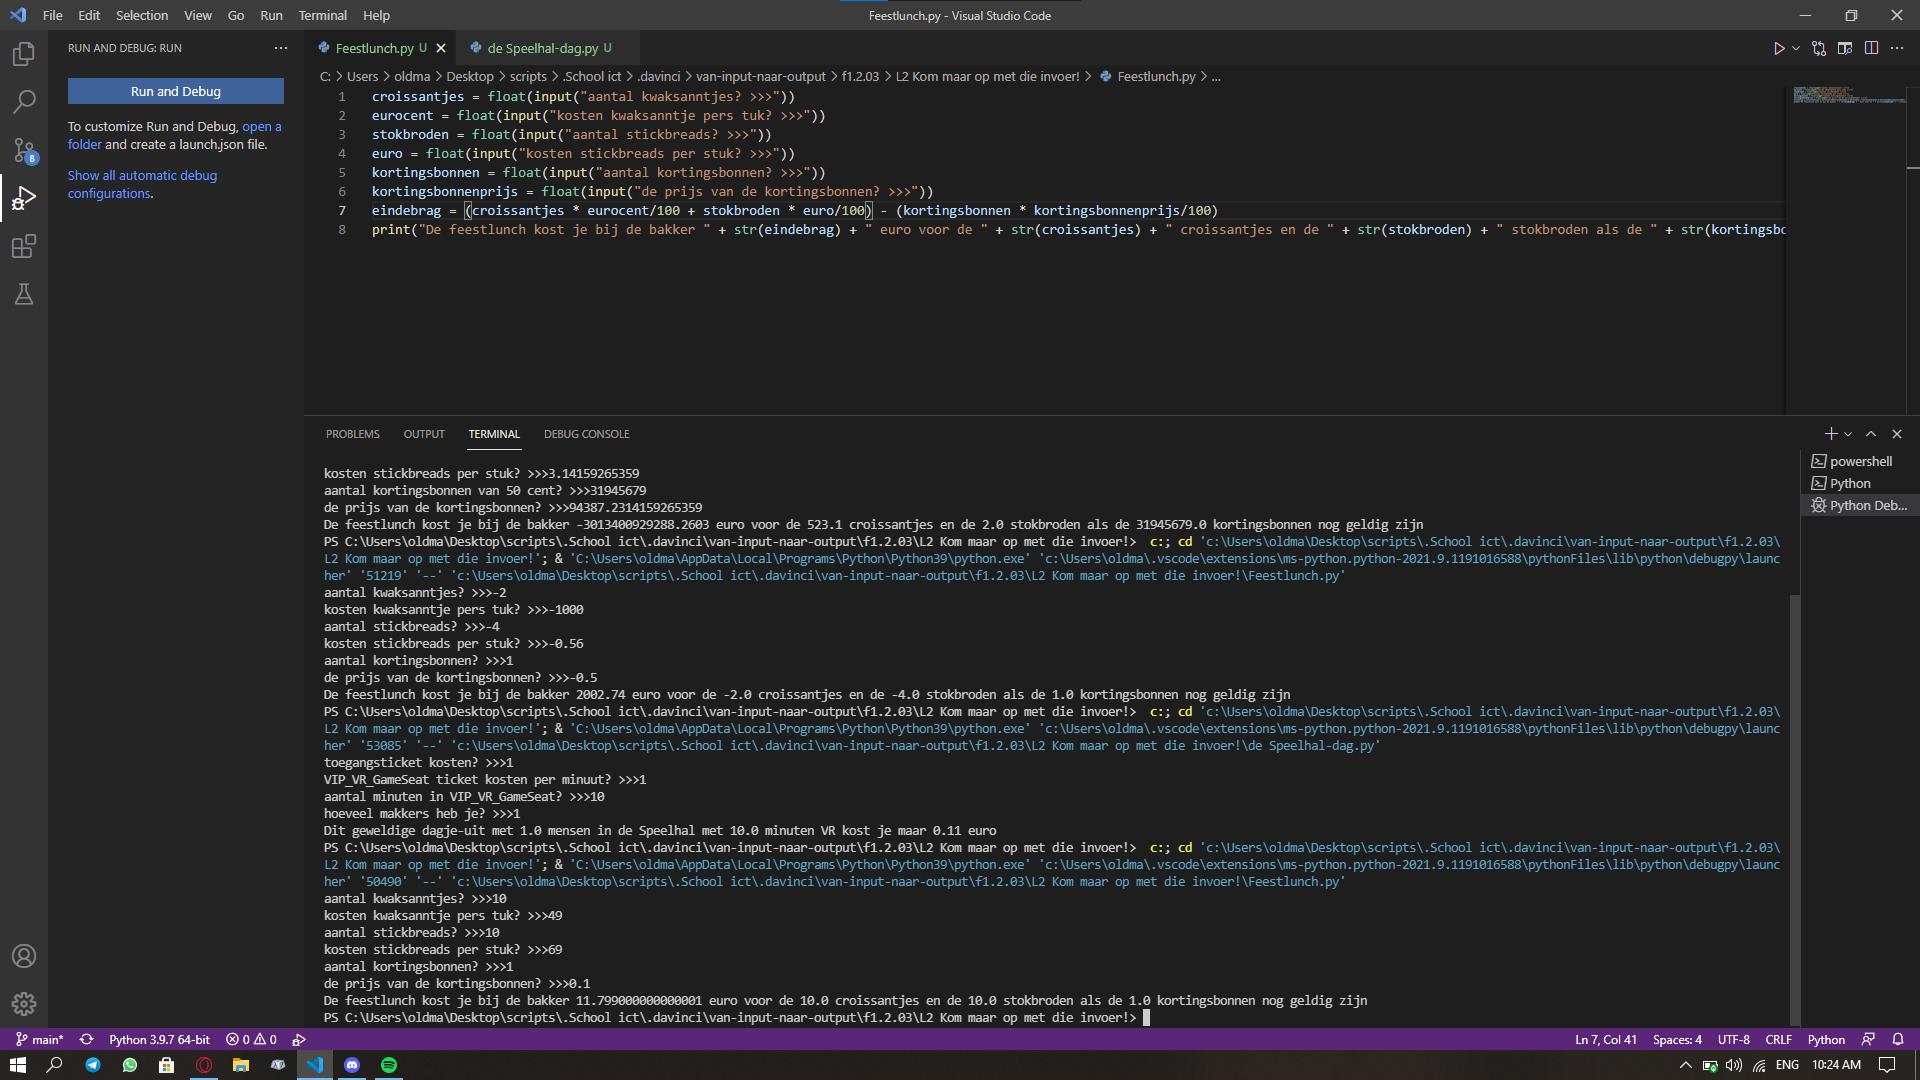 File Edit Selection View Go Run Terminal Help
Feestlunch.py - Visual Studio Code
RUN AND DEBUG: RUN
Run and Debug
To customize Run and Debug, open a
folder and create a launch.json file.
Show all automatic debug
configurations.
Feestlunch.py U
de Speelhal-dag.py U
C: > Users > oldma > Desktop > scripts > .School ict > .davinci > van-input-naar-output > f1.2.03 > L2 Kom maar op met die invoer! > Feestlunch.py > ...
1 croissantjes = float(input("aantal kwaksanntjes? >>>"))
2 eurocent = float(input("kosten kwaksanntje pers tuk? >>>"))
3 stokbroden = float(input("aantal stickbreads? >>>"))
4 euro = float(input("kosten stickbreads per stuk? >>>"))
5 kortingsbonnen = float(input("aantal kortingsbonnen? >>>"))
6 kortingsbonnenprijs = float(input("de prijs van de kortingsbonnen? >>>"))
7 eindebrag = (croissantjes * eurocent/100 + stokbroden * euro/100) - (kortingsbonnen * kortingsbonnenprijs/100)
8 print("De feestlunch kost je bij de bakker " + str(eindebrag) + " euro voor de " + str(croissantjes) + " croissantjes en de " + str(stokbroden) + " stokbroden als de " + str(kortingsbo
PROBLEMS OUTPUT TERMINAL DEBUG CONSOLE
kosten stickbreads per stuk? >>>3.14159265359
aantal kortingsbonnen van 50 cent? >>>31945679
de prijs van de kortingsbonnen? >>>94387.2314159265359
De feestlunch kost je bij de bakker -3013400929288.2603 euro voor de 523.1 croissantjes en de 2.0 stokbroden als de 31945679.0 kortingsbonnen nog geldig zijn
PS C:\Users\oldma\Desktop\scripts\.School ict\.davinci\van-input-naar-output\f1.2.03\L2 Kom maar op met die invoer!> c:; cd 'c:\Users\oldma\Desktop\scripts\.School ict\.davinci\van-input-naar-output\f1.2.03\
L2 Kom maar op met die invoer!'; & 'C:\Users\oldma\AppData\Local\Programs\Python\Python39\python.exe' 'c:\Users\oldma\.vscode\extensions\ms-python.python-2021.9.1191016588\pythonFiles\lib\python\debugpy\launc
her' '51219' '--' 'c:\Users\oldma\Desktop\scripts\.School ict\.davinci\van-input-naar-output\f1.2.03\L2 Kom maar op met die invoer!\Feestlunch.py'
aantal kwaksanntjes? >>>-2
kosten kwaksanntje pers tuk? >>>-1000
aantal stickbreads? >>>-4
kosten stickbreads per stuk? >>>-0.56
aantal kortingsbonnen? >>>1
de prijs van de kortingsbonnen? >>>-0.5
De feestlunch kost je bij de bakker 2002.74 euro voor de -2.0 croissantjes en de -4.0 stokbroden als de 1.0 kortingsbonnen nog geldig zijn
PS C:\Users\oldma\Desktop\scripts\.School ict\.davinci\van-input-naar-output\f1.2.03\L2 Kom maar op met die invoer!> c:; cd 'c:\Users\oldma\Desktop\scripts\.School ict\.davinci\van-input-naar-output\f1.2.03\
L2 Kom maar op met die invoer!'; & 'C:\Users\oldma\AppData\Local\Programs\Python\Python39\python.exe' 'c:\Users\oldma\.vscode\extensions\ms-python.python-2021.9.1191016588\pythonFiles\lib\python\debugpy\launc
her' '53085' '--' 'c:\Users\oldma\Desktop\scripts\.School ict\.davinci\van-input-naar-output\f1.2.03\L2 Kom maar op met die invoer!\de Speelhal-dag.py'
toegangsticket kosten? >>>1
VIP_VR_GameSeat ticket kosten per minuut? >>>1
aantal minuten in VIP_VR_GameSeat? >>>10
hoeveel makkers heb je? >>>1
Dit geweldige dagje-uit met 1.0 mensen in de Speelhal met 10.0 minuten VR kost je maar 0.11 euro
PS C:\Users\oldma\Desktop\scripts\.School ict\.davinci\van-input-naar-output\f1.2.03\L2 Kom maar op met die invoer!> c:; cd 'c:\Users\oldma\Desktop\scripts\.School ict\.davinci\van-input-naar-output\f1.2.03\
L2 Kom maar op met die invoer!'; & 'C:\Users\oldma\AppData\Local\Programs\Python\Python39\python.exe' 'c:\Users\oldma\.vscode\extensions\ms-python.python-2021.9.1191016588\pythonFiles\lib\python\debugpy\launc
her' '50490' '--' 'c:\Users\oldma\Desktop\scripts\.School ict\.davinci\van-input-naar-output\f1.2.03\L2 Kom maar op met die invoer!\Feestlunch.py'
aantal kwaksanntjes? >>>10
kosten kwaksanntje pers tuk? >>>49
aantal stickbreads? >>>10
kosten stickbreads per stuk? >>>69
aantal kortingsbonnen? >>>1
de prijs van de kortingsbonnen? >>>0.1
De feestlunch kost je bij de bakker 11.799000000000001 euro voor de 10.0 croissantjes en de 10.0 stokbroden als de 1.0 kortingsbonnen nog geldig zijn
PS C:\Users\oldma\Desktop\scripts\.School ict\.davinci\van-input-naar-output\f1.2.03\L2 Kom maar op met die invoer!>
powershell
Python
Python Deb...
8
main* Python 3.9.7 64-bit 0 0
Ln 7, Col 41 Spaces: 4 UTF-8 CRLF Python
ENG 10:24 AM